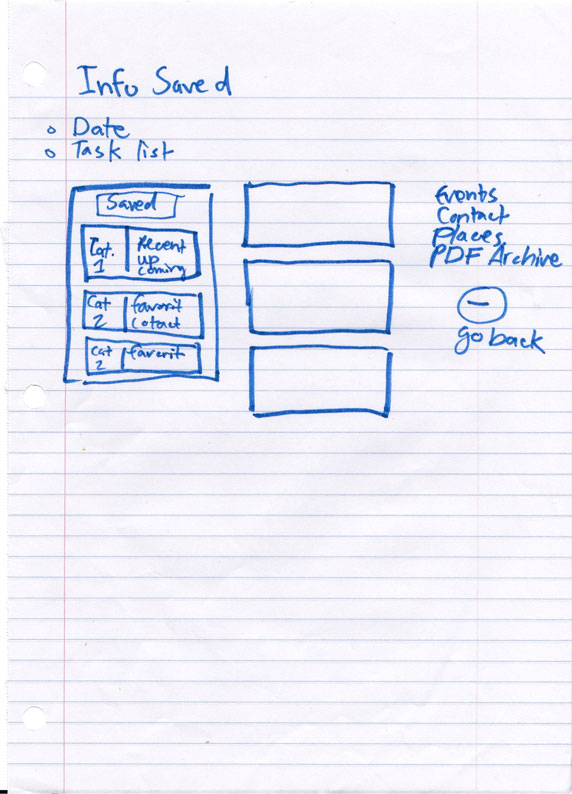 Info Saved
Date
Task list
Saved
Cat. 1
Recent up coming
Cat 2
favorit Cotact
Cat 2
faverit
Events
Contact
Places
PDF Archive
go back